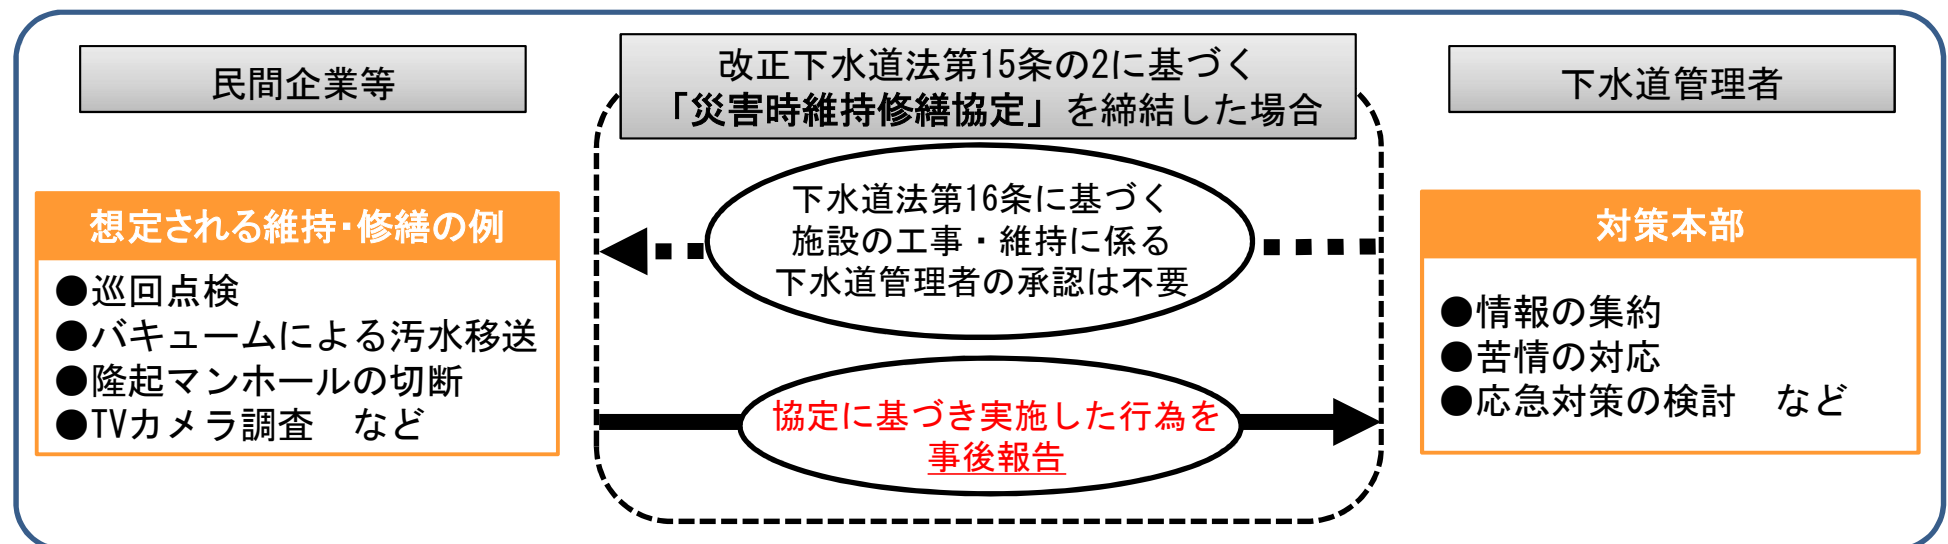 民間企業等
改正下水道法第15条の2に基づく
「災害時維持修繕協定」を締結した場合
下水道管理者
想定される維持・修繕の例
●巡回点検
●バキュームによる汚水移送
●隆起マンホールの切断
●TVカメラ調査　など
下水道法第16条に基づく
施設の工事・維持に係る
下水道管理者の承認は不要
協定に基づき実施した行為を
事後報告
対策本部
●情報の集約
●苦情の対応
●応急対策の検討　など